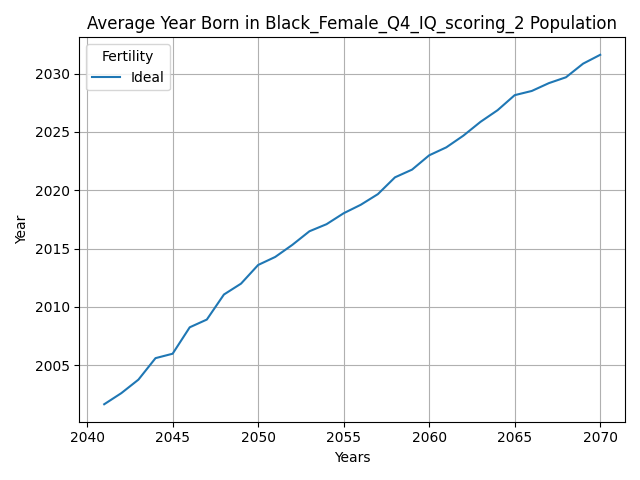 Average Year Born in Black_Female_Q4_IQ_scoring_2 Population
Fertility
Ideal
2030
2025
2020
2015
2010
2005
Year
2040 2045 2050 2055 2060 2065 2070
Years